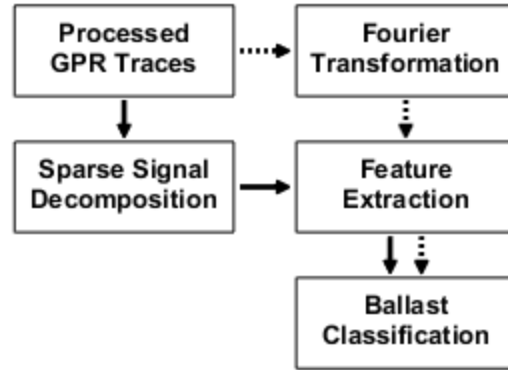 Processed
GPR Traces
Fourier
Transformation
Sparse Signal
Decomposition
Feature
Extraction
Ballast
Classification